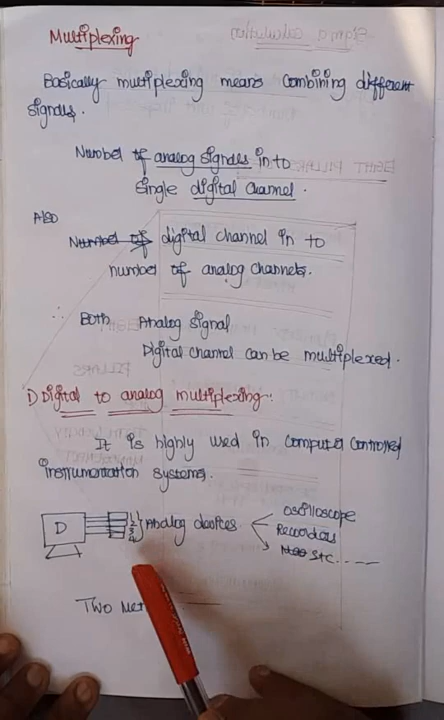 Multiplexing
Basically multiplexing means combining different
signals.
Number of analog signals in to
single digital channel.
Also
Number of digital channel in to
number of analog channels.
∴ Both Analog signal
Digital channel can be multiplexed.
1) Digital to analog multiplexing:
It is highly used in computer controlled
instrumentation systems.
D 1 2 3 4 } Analog devices
oscilloscope
Recorders
etc.....
Two